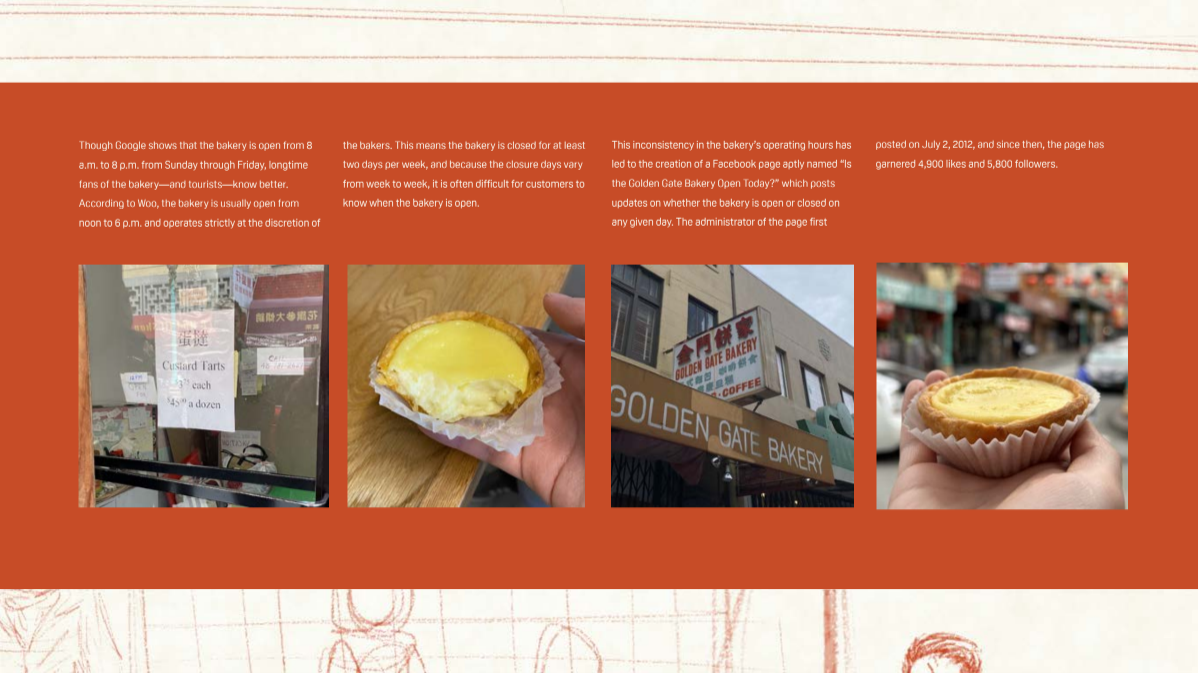 Though Google shows that the bakery is open from 8
a.m. to 8 p.m. from Sunday through Friday, longtime
fans of the bakery—and tourists—know better.
According to Woo, the bakery is usually open from
noon to 6 p.m. and operates strictly at the discretion of
the bakers. This means the bakery is closed for at least
two days per week, and because the closure days vary
from week to week, it is often difficult for customers to
know when the bakery is open.
This inconsistency in the bakery's operating hours has
led to the creation of a Facebook page aptly named “Is
the Golden Gate Bakery Open Today?” which posts
updates on whether the bakery is open or closed on
any given day. The administrator of the page first
posted on July 2, 2012, and since then, the page has
garnered 4,900 likes and 5,800 followers.
Custard Tarts
each
a dozen
金門餅家
GOLDEN GATE BAKERY
COFFEE
GOLDEN GATE BAKERY